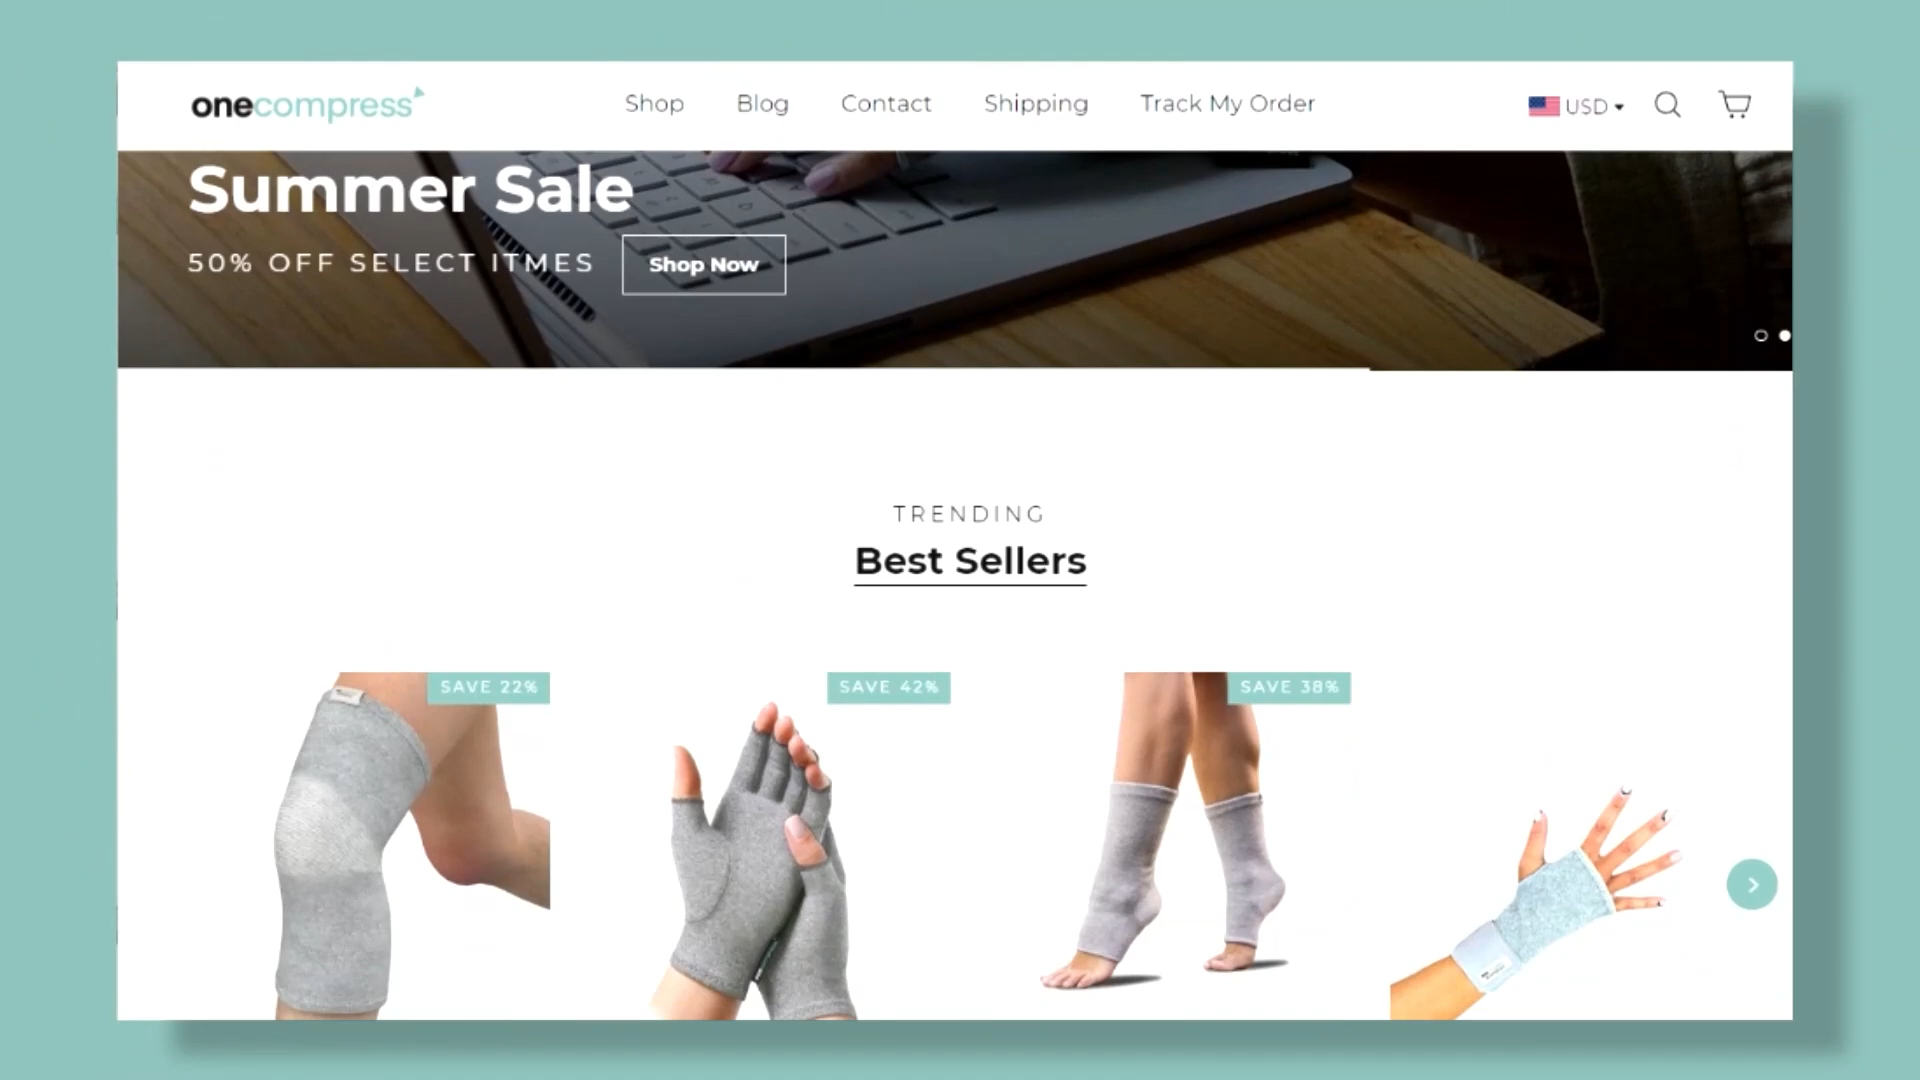 onecompress
Shop Blog Contact Shipping Track My Order
USD
Summer Sale
50% OFF SELECT ITMES
Shop Now
TRENDING
Best Sellers
SAVE 22%
SAVE 42%
SAVE 38%